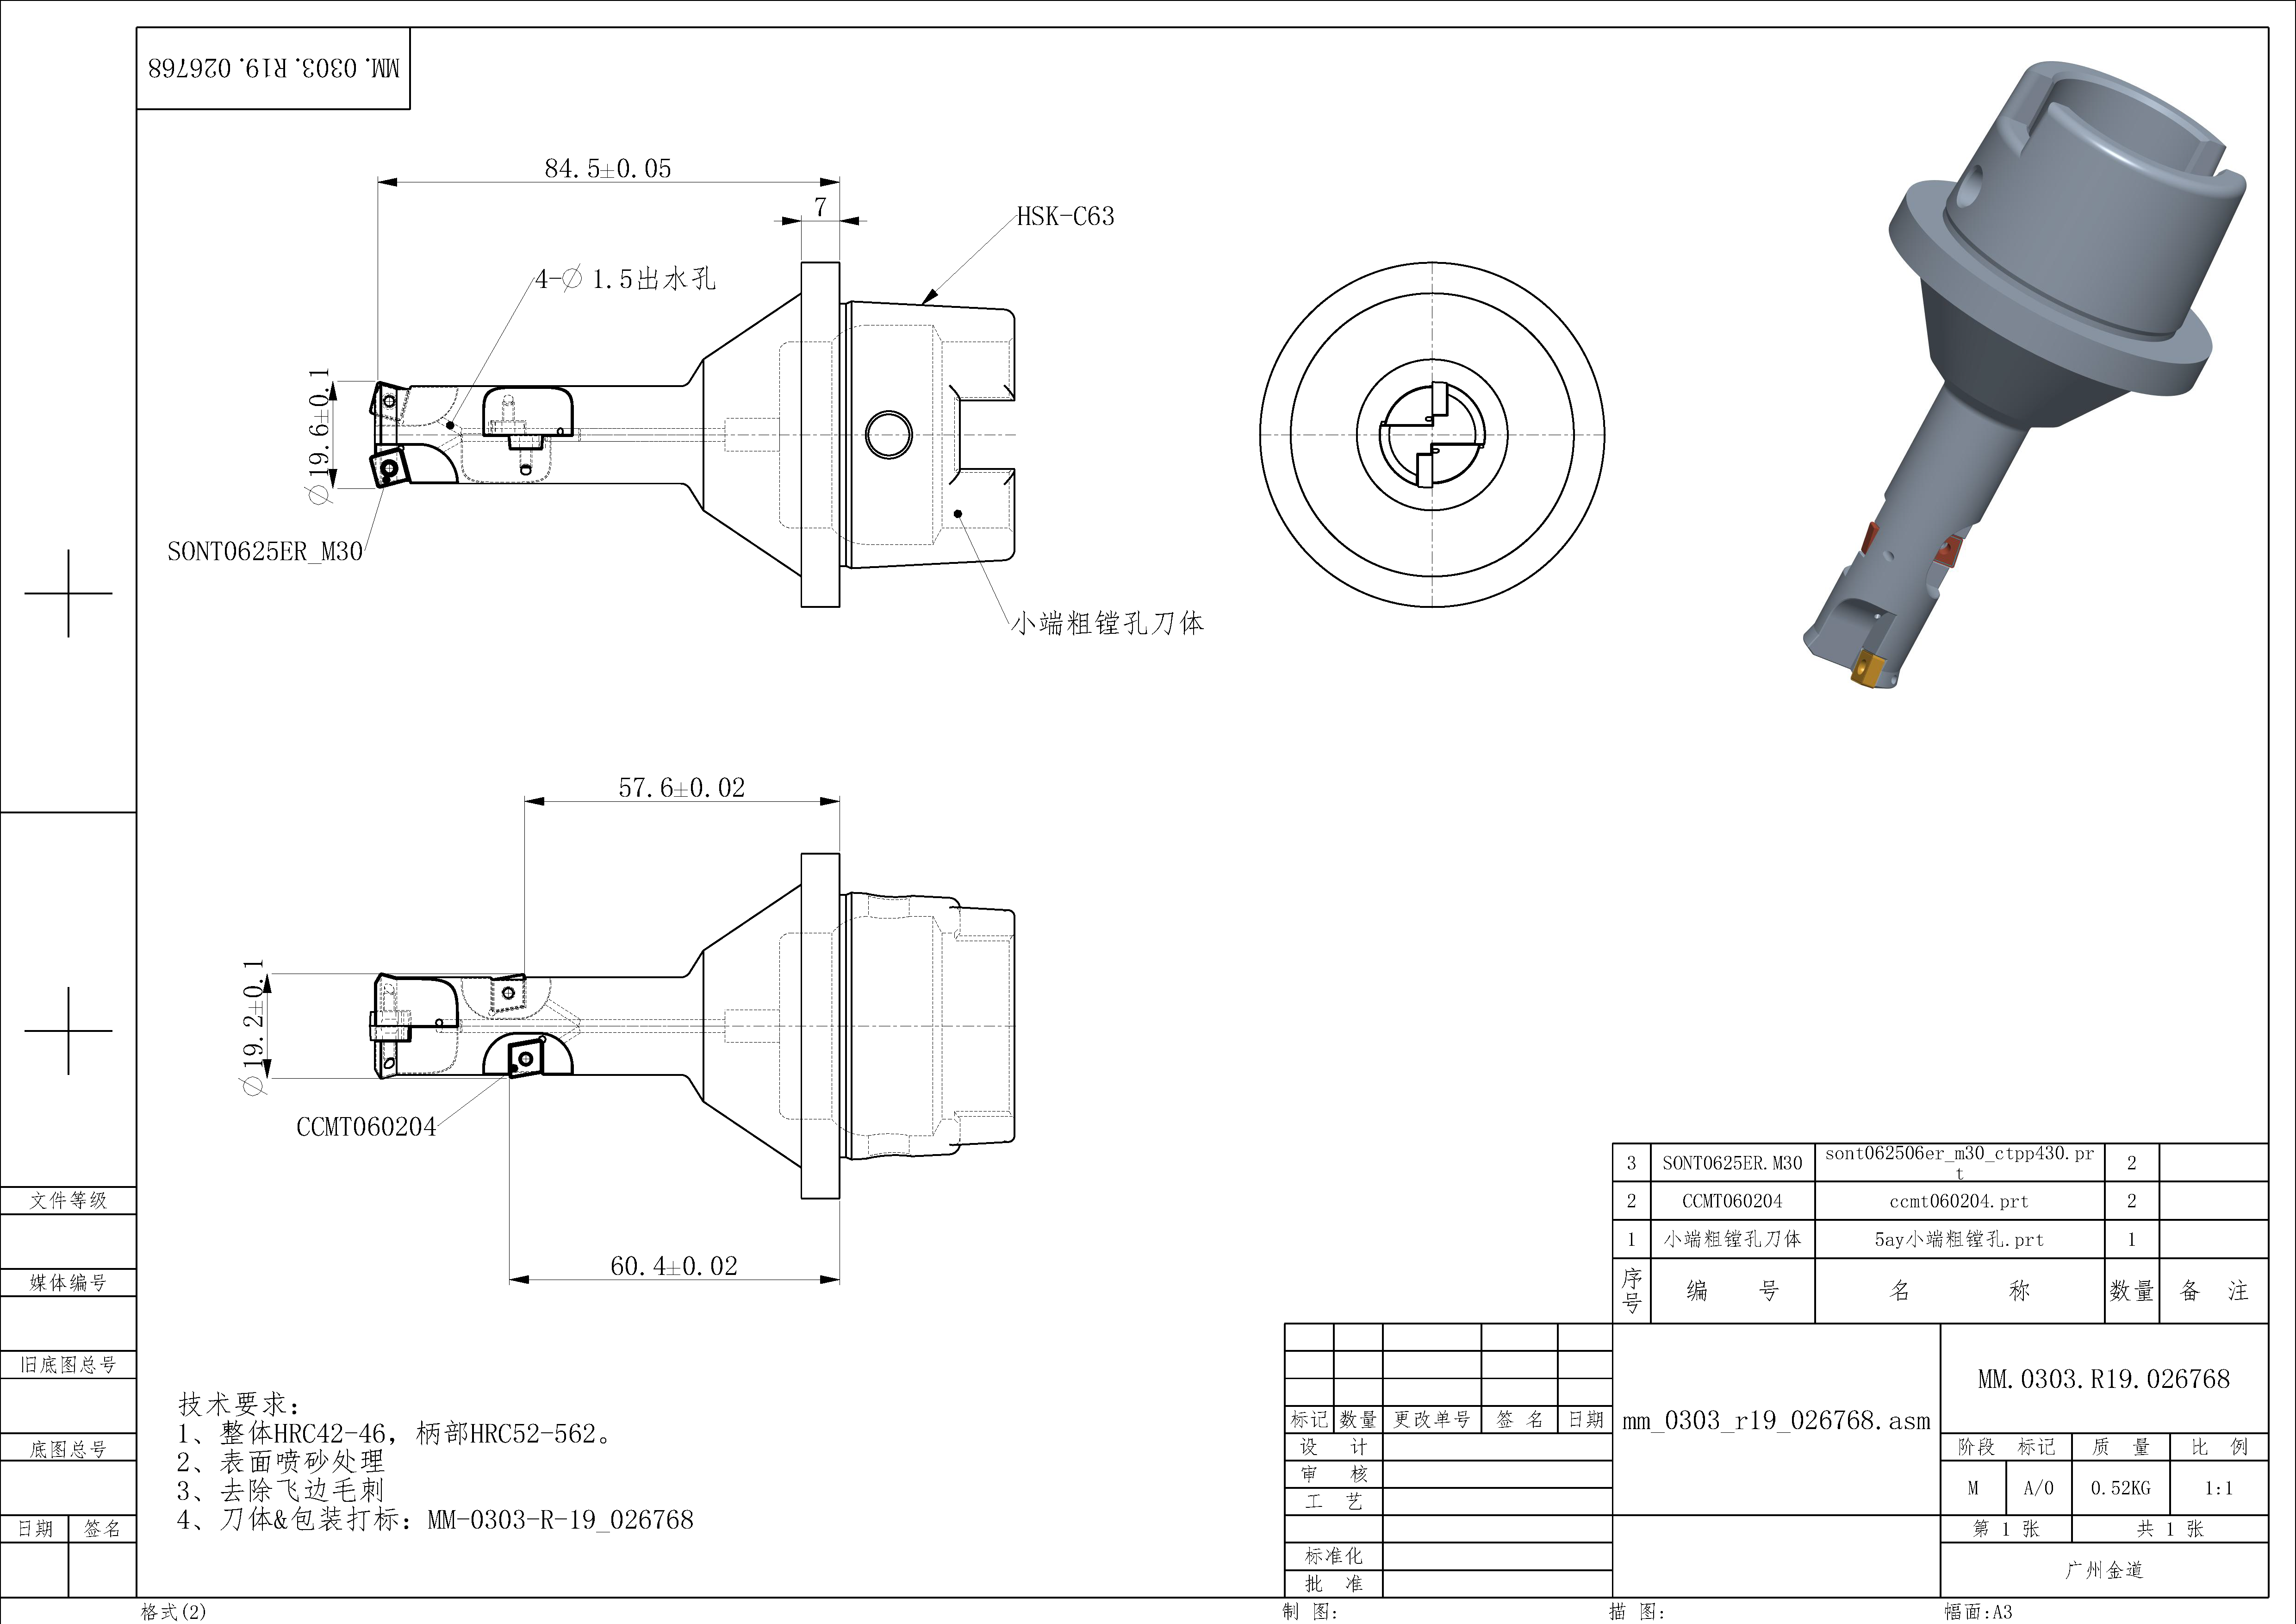 MM.0303.R19.026768
84.5±0.05
7
HSK-C63
4-∅ 1.5出水孔
∅19.6±0.1
SONT0625ER_M30
小端粗镗孔刀体
57.6±0.02
∅19.2±0.1
CCMT060204
60.4±0.02
技术要求:
1、整体HRC42-46, 柄部HRC52-562。
2、表面喷砂处理
3、去除飞边毛刺
4、刀体&包装打标: MM-0303-R-19_026768
文件等级
媒体编号
旧底图总号
底图总号
日期 签名
3 SONT0625ER.M30 sont062506er_m30_ctpp430.pr
t 2
2 CCMT060204 ccmt060204.prt 2
1 小端粗镗孔刀体 5ay小端粗镗孔.prt 1
序号 编 号 名 称 数量 备 注
标记 数量 更改单号 签 名 日期
设 计
审 核
工 艺
标准化
批 准
mm_0303_r19_026768.asm
MM.0303.R19.026768
阶段 标记 质 量 比 例
M A/0 0.52KG 1:1
第 1 张 共 1 张
广州金道
格式(2) 制 图: 描 图: 幅面:A3